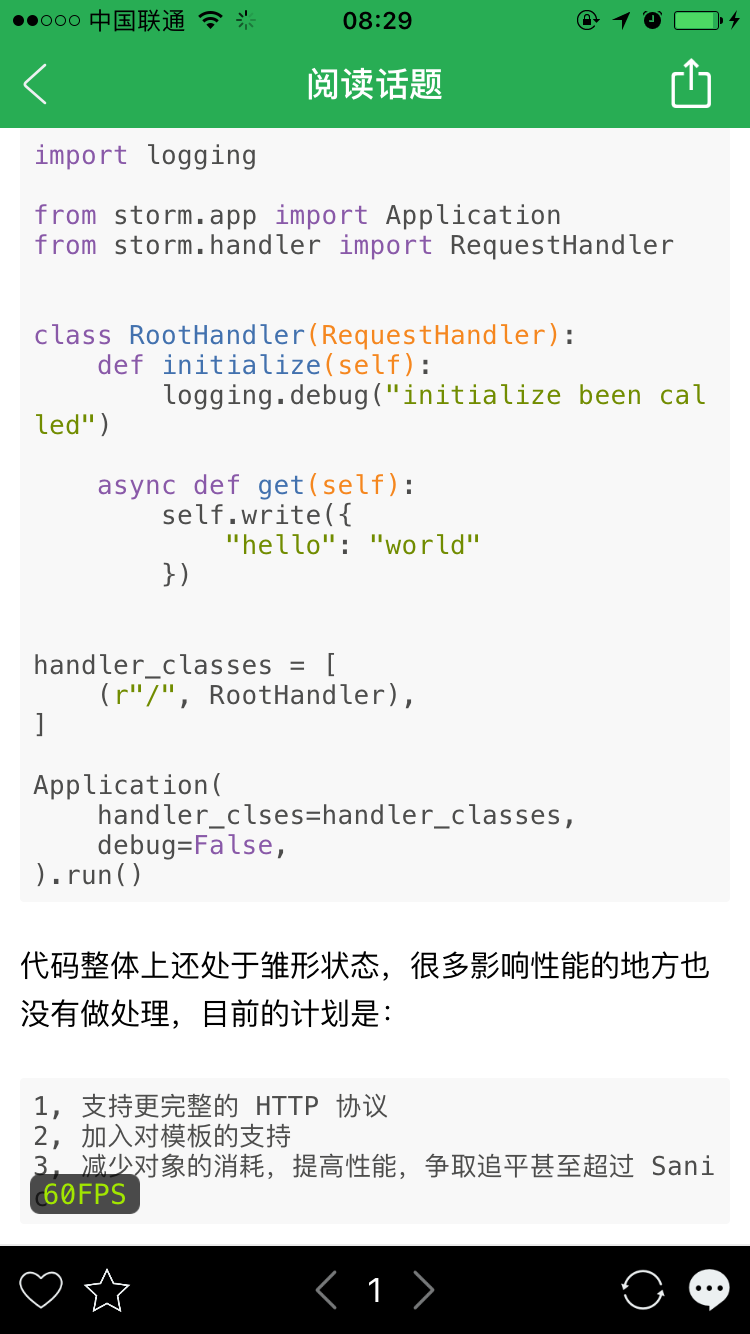 中国联通 08:29
阅读话题
import logging
from storm.app import Application
from storm.handler import RequestHandler
class RootHandler(RequestHandler):
    def initialize(self):
        logging.debug("initialize been cal
led")
    async def get(self):
        self.write({
            "hello": "world"
        })
handler_classes = [
    (r"/", RootHandler),
]
Application(
    handler_clses=handler_classes,
    debug=False,
).run()
代码整体上还处于雏形状态，很多影响性能的地方也
没有做处理，目前的计划是：
1, 支持更完整的 HTTP 协议
2, 加入对模板的支持
3, 减少对象的消耗，提高性能，争取追平甚至超过 Sani
60FPS
1